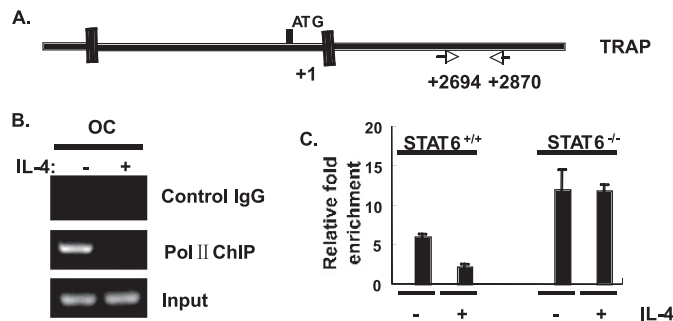 A.
ATG
TRAP
+1
+2694 +2870
B.
OC
IL-4: - +
Control IgG
Pol II ChIP
Input
C.
STAT6+/+ STAT6-/-
Relative fold
enrichment
20
15
10
5
0
- + - + IL-4